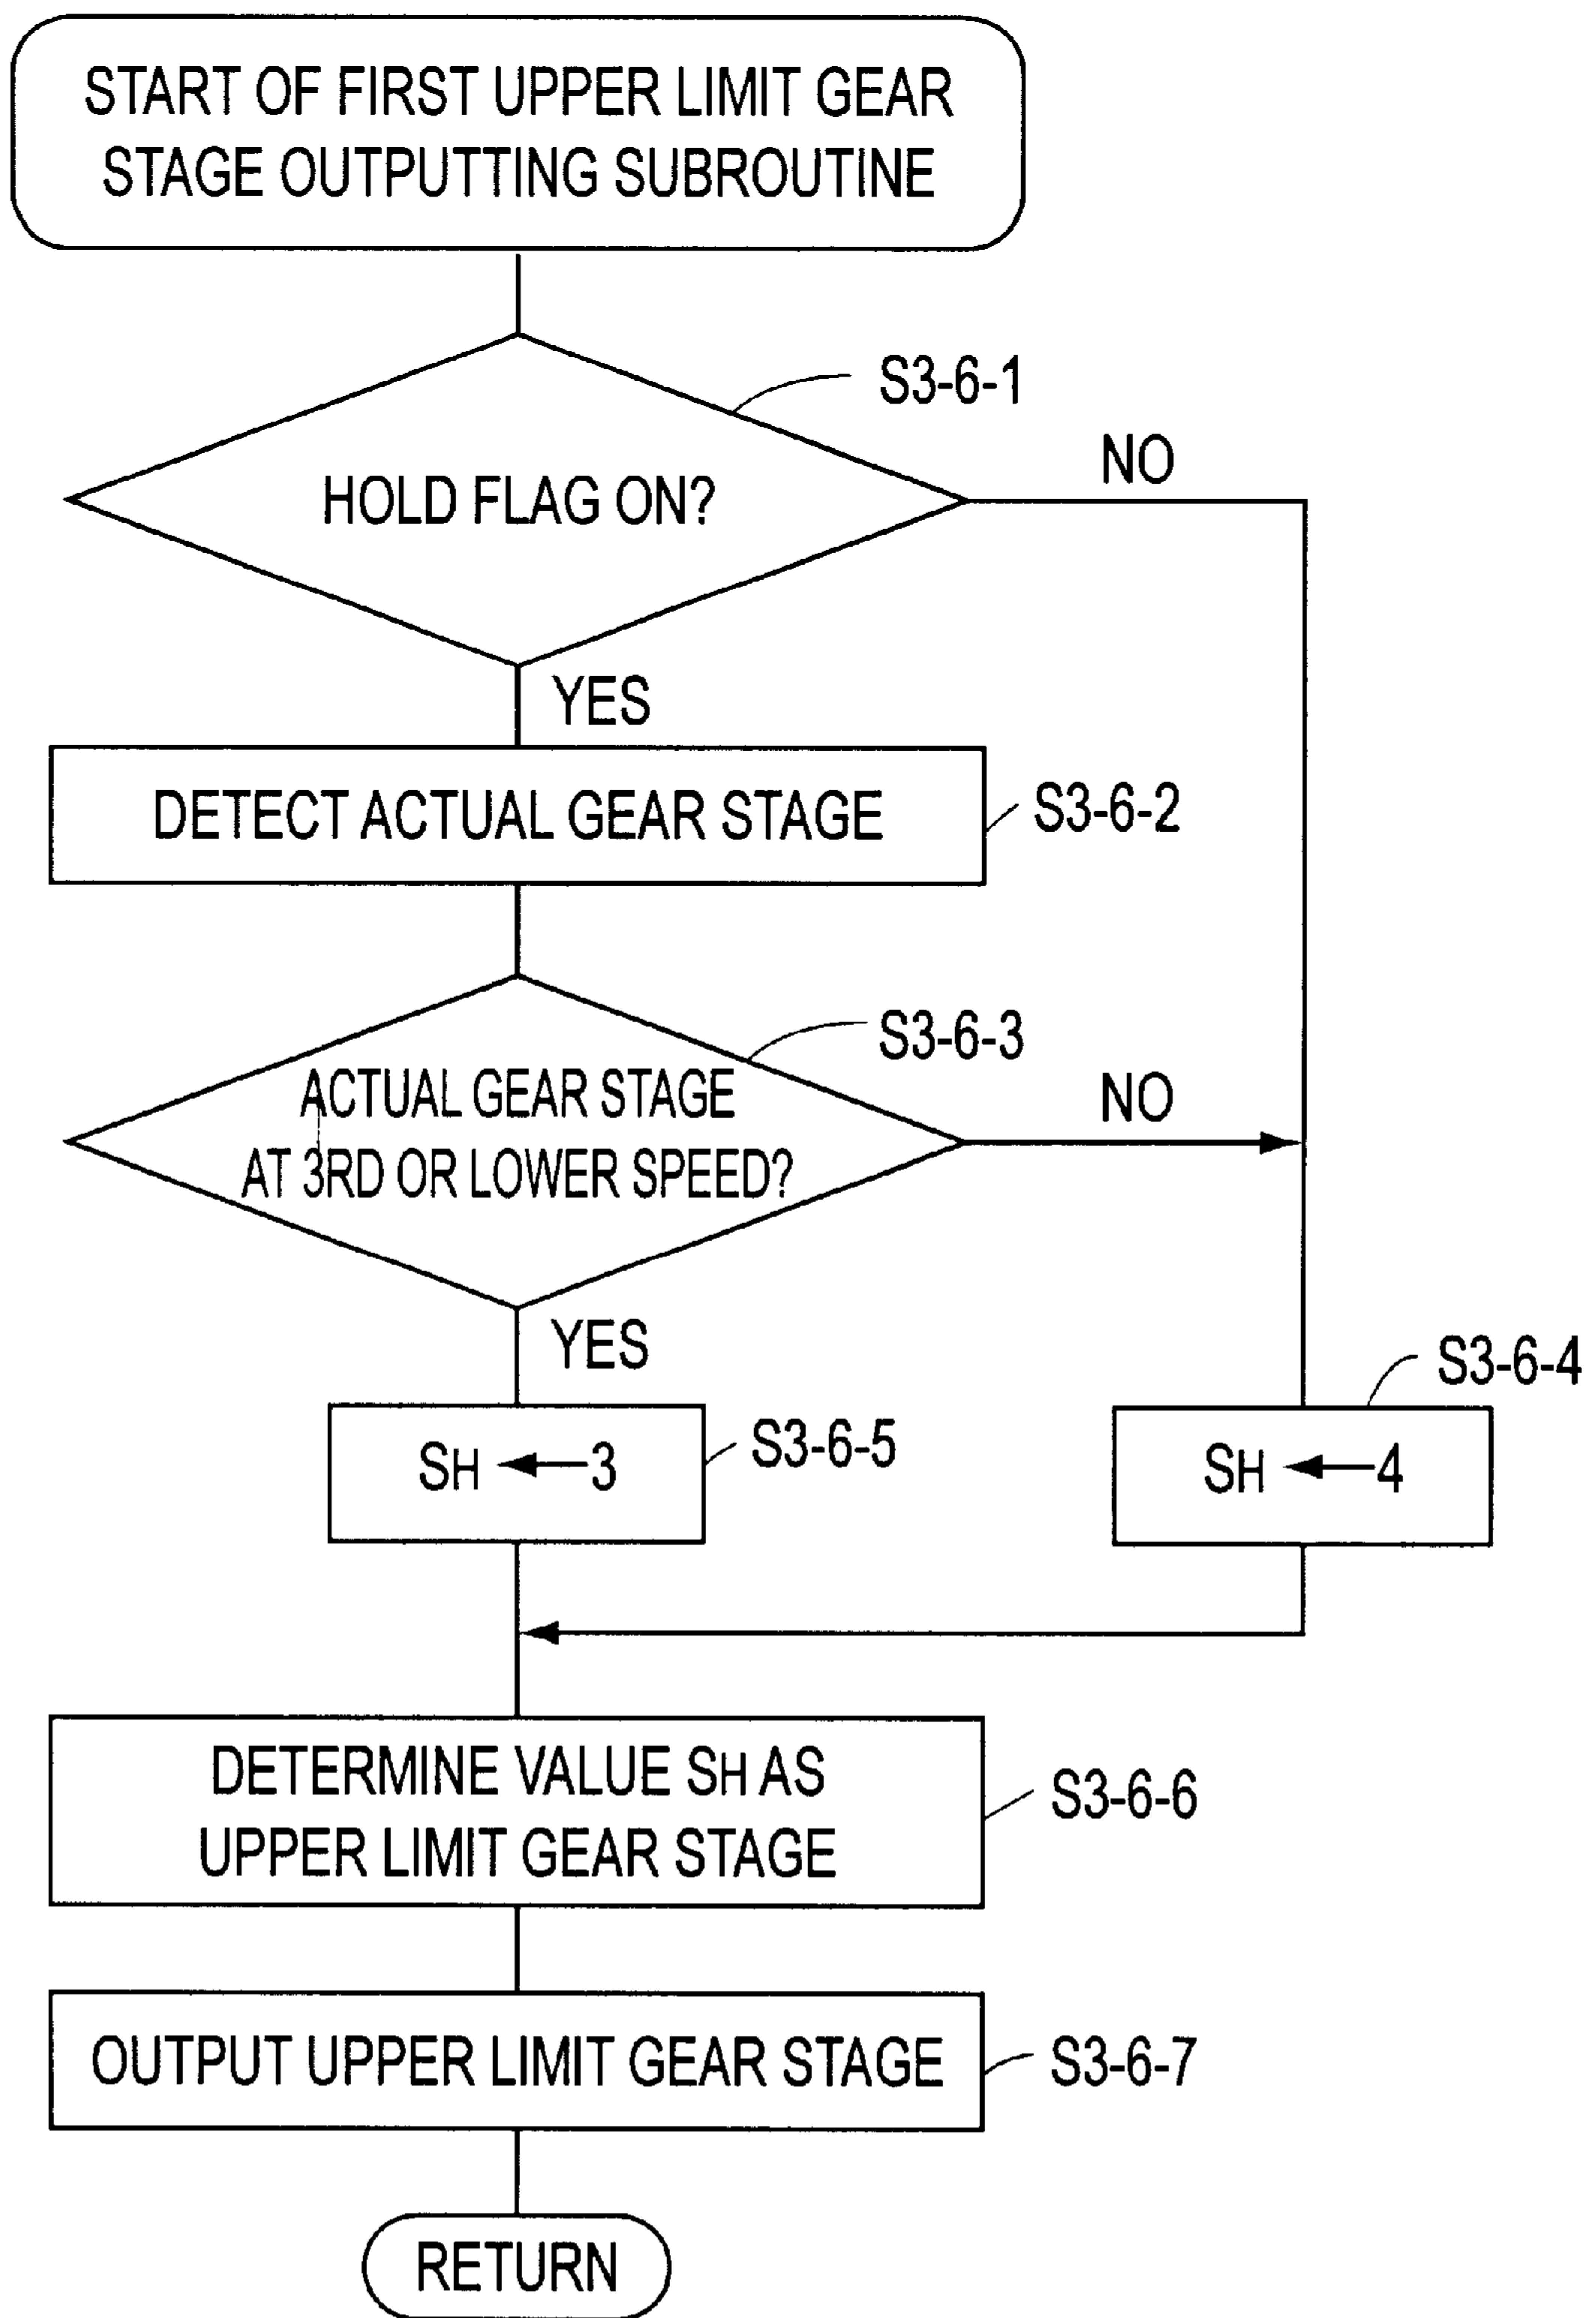 START OF FIRST UPPER LIMIT GEAR
STAGE OUTPUTTING SUBROUTINE
S3-6-1
NO
HOLD FLAG ON?
YES
DETECT ACTUAL GEAR STAGE
S3-6-2
S3-6-3
ACTUAL GEAR STAGE
AT 3RD OR LOWER SPEED?
NO
YES
S3-6-4
SH ← 3
S3-6-5
SH ← 4
DETERMINE VALUE SH AS
UPPER LIMIT GEAR STAGE
S3-6-6
OUTPUT UPPER LIMIT GEAR STAGE
S3-6-7
RETURN